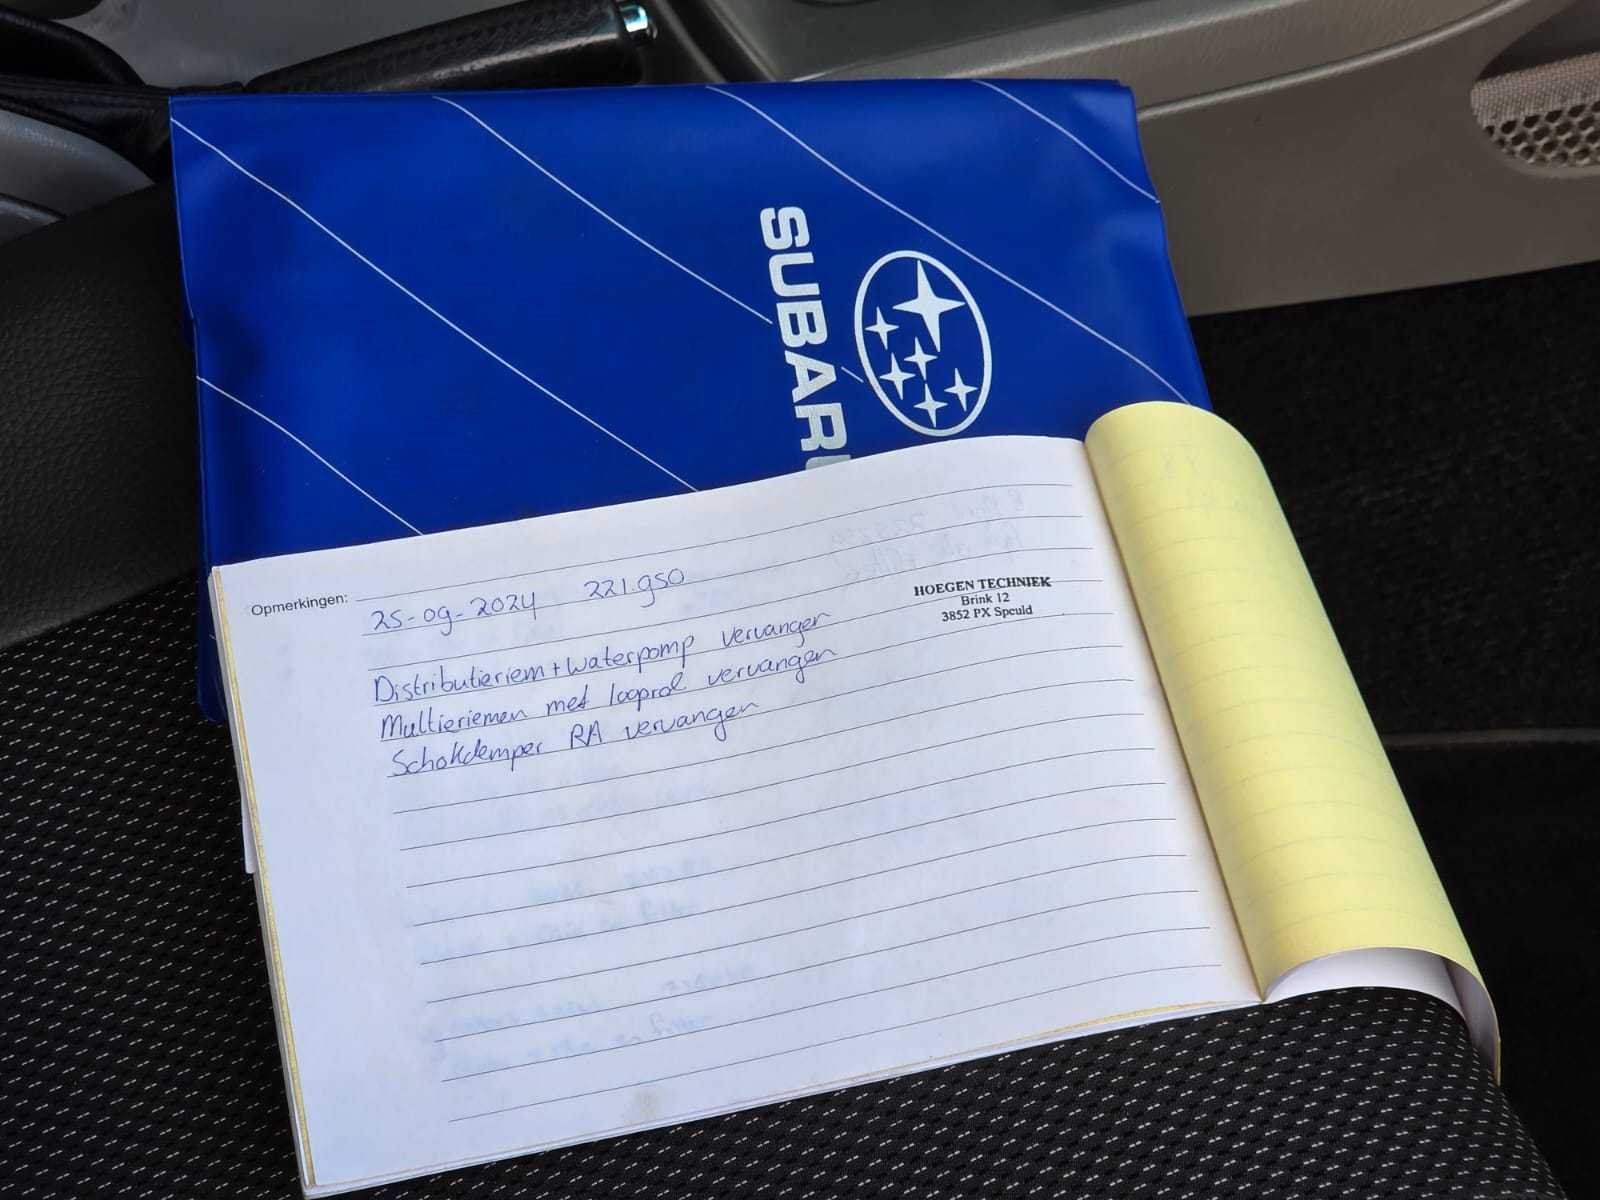 SUBARU
Opmerkingen:
25-09-2024 221.950
HOEGEN TECHNIEK
Brink 12
3852 PX Speuld
Distributieriem + waterpomp vervangen
Multieriemen met looprol vervangen
Schokdemper RA vervangen